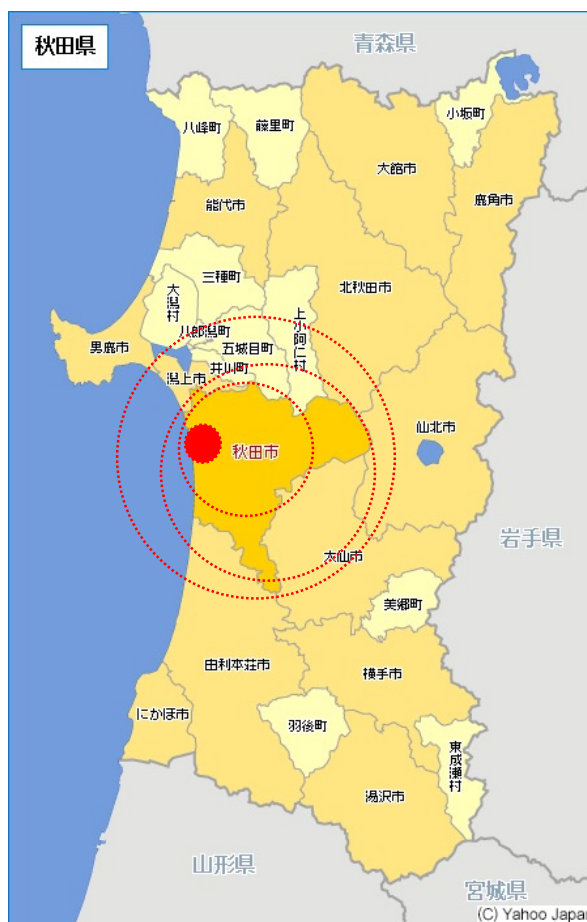 秋田県
青森県
八峰町
藤里町
小坂町
大館市
鹿角市
能代市
三種町
北秋田市
大潟村
上小阿仁村
八郎潟町
男鹿市
五城目町
井川町
潟上市
仙北市
秋田市
岩手県
大仙市
美郷町
由利本荘市
横手市
にかほ市
羽後町
東成瀬村
湯沢市
山形県
宮城県
(C) Yahoo Japa